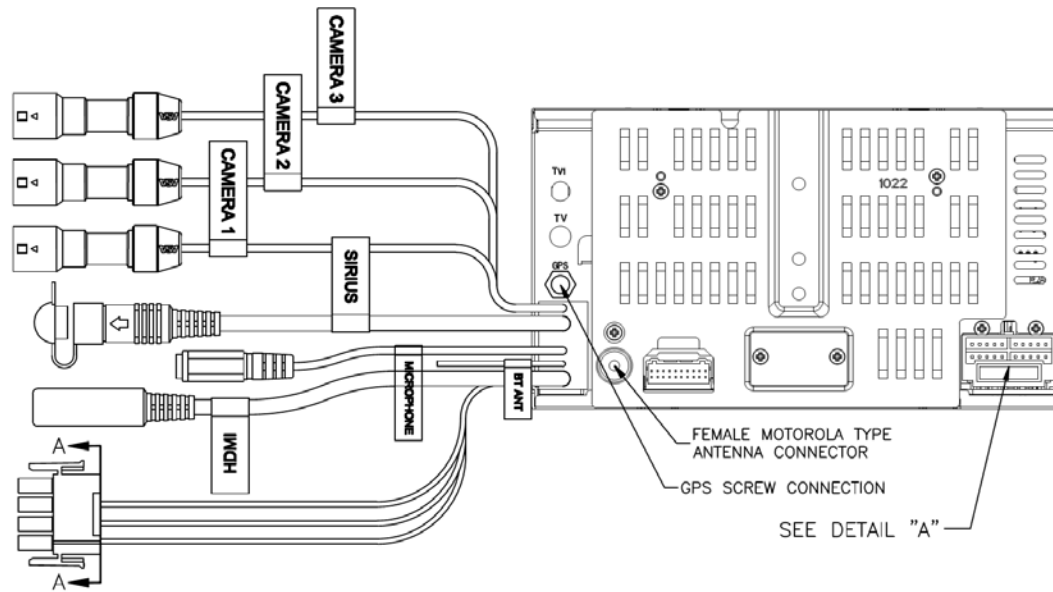 CAMERA 3
CAMERA 2
CAMERA 1
SIRIUS
MICROPHONE
BT ANT
HDMI
A
A
TV1
TV
GPS
1022
FEMALE MOTOROLA TYPE
ANTENNA CONNECTOR
GPS SCREW CONNECTION
SEE DETAIL "A"